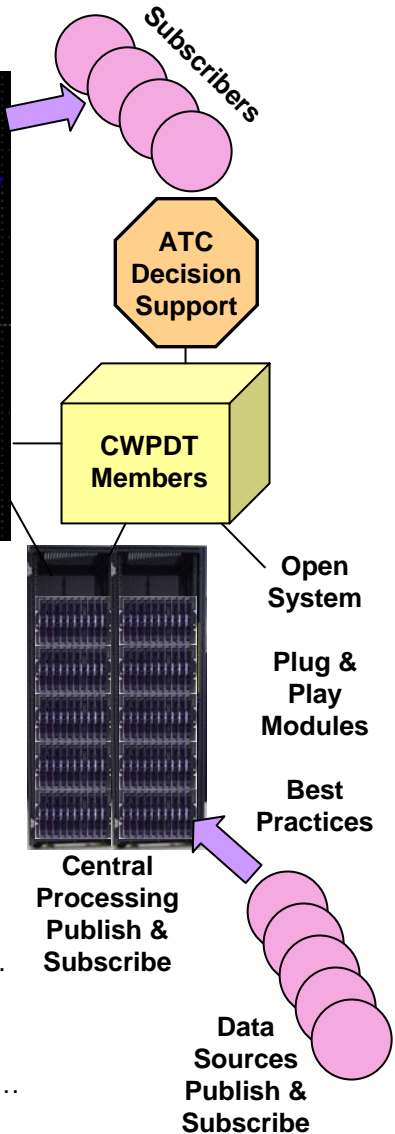 Subscribers
ATC
Decision
Support
CWPDT
Members
Open
System
Plug &
Play
Modules
Best
Practices
Central
Processing
Publish &
Subscribe
.
Data
Sources
Publish &
Subscribe
..